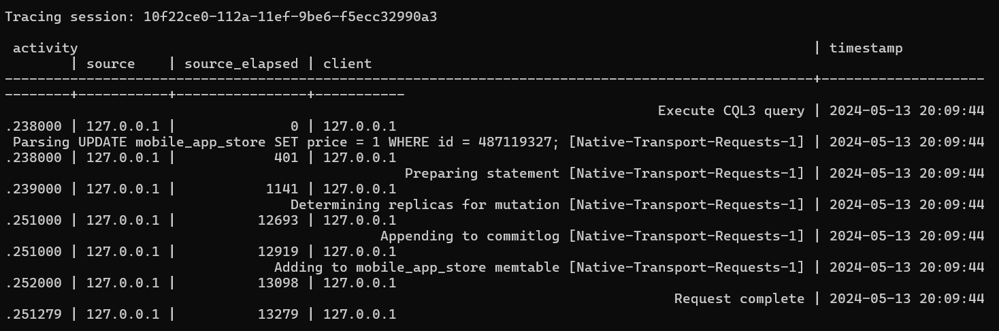 Tracing session: 10f22ce0-112a-11ef-9be6-f5ecc32990a3
activity | timestamp
| source | source_elapsed | client
---------------------------------------------------------------------------------------------------+--------------------
--------+-----------+----------------+-----------
Execute CQL3 query | 2024-05-13 20:09:44
.238000 | 127.0.0.1 | 0 | 127.0.0.1
Parsing UPDATE mobile_app_store SET price = 1 WHERE id = 487119327; [Native-Transport-Requests-1] | 2024-05-13 20:09:44
.238000 | 127.0.0.1 | 401 | 127.0.0.1
Preparing statement [Native-Transport-Requests-1] | 2024-05-13 20:09:44
.239000 | 127.0.0.1 | 1141 | 127.0.0.1
Determining replicas for mutation [Native-Transport-Requests-1] | 2024-05-13 20:09:44
.251000 | 127.0.0.1 | 12693 | 127.0.0.1
Appending to commitlog [Native-Transport-Requests-1] | 2024-05-13 20:09:44
.251000 | 127.0.0.1 | 12919 | 127.0.0.1
Adding to mobile_app_store memtable [Native-Transport-Requests-1] | 2024-05-13 20:09:44
.252000 | 127.0.0.1 | 13098 | 127.0.0.1
Request complete | 2024-05-13 20:09:44
.251279 | 127.0.0.1 | 13279 | 127.0.0.1